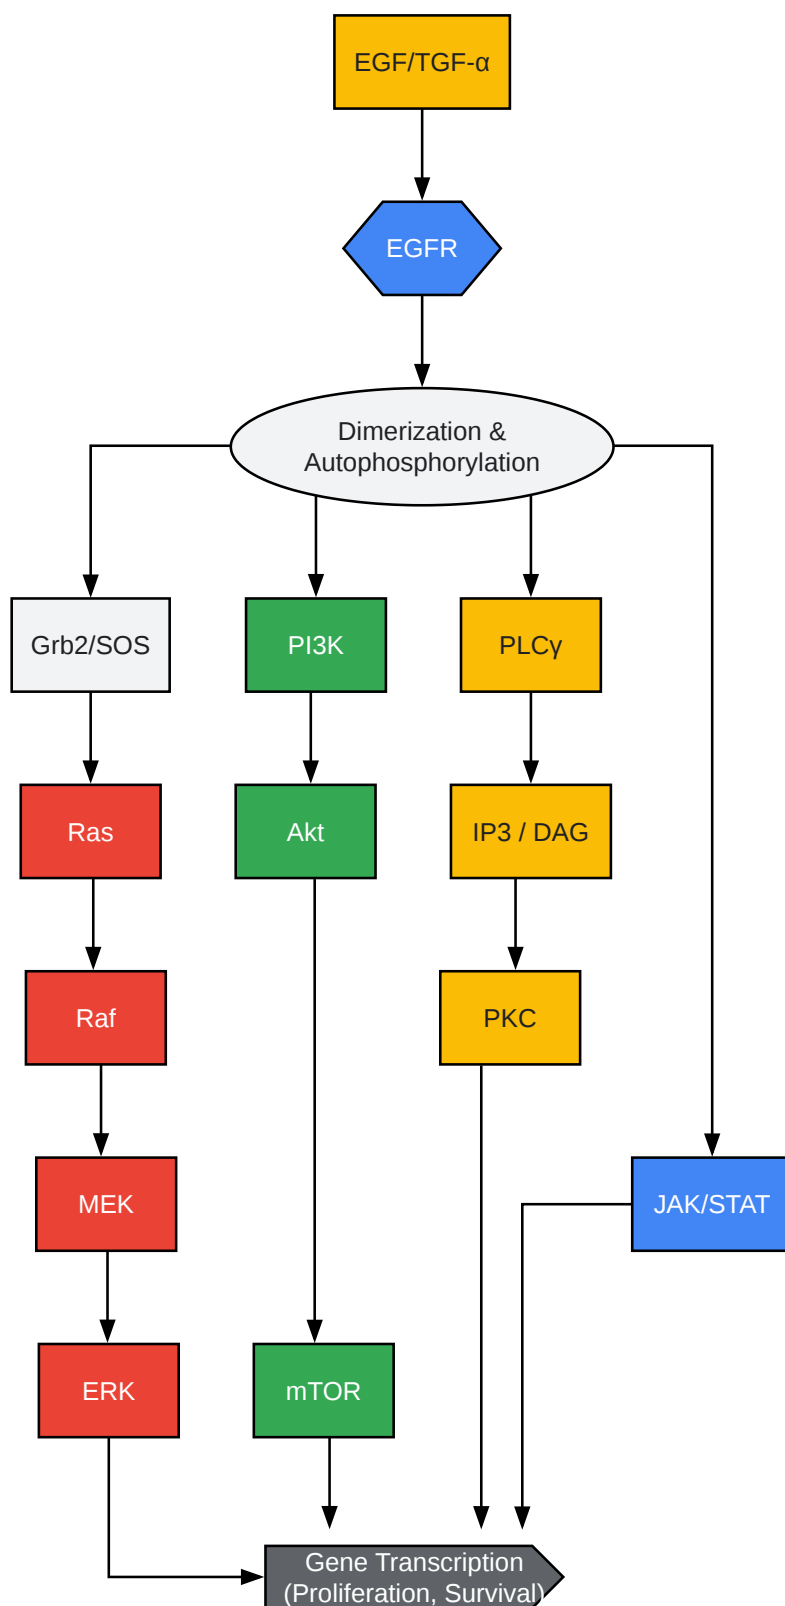 EGF/TGF-α
EGFR
Dimerization &
Autophosphorylation
Grb2/SOS
PI3K
PLCγ
Ras
Akt
IP3 / DAG
Raf
PKC
MEK
JAK/STAT
ERK
mTOR
Gene Transcription
(Proliferation, Survival)